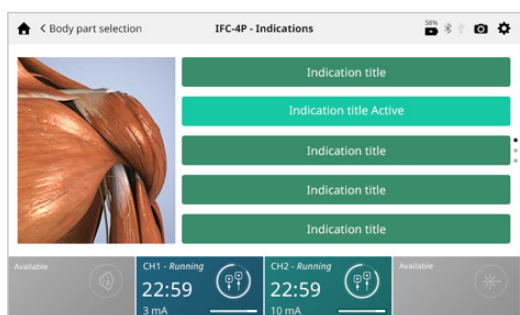 < Body part selection
IFC-4P - Indications
58%
Indication title
Indication title Active
Indication title
Indication title
Indication title
Available
CH1 - Running
22:59
3 mA
CH2 - Running
22:59
10 mA
Available